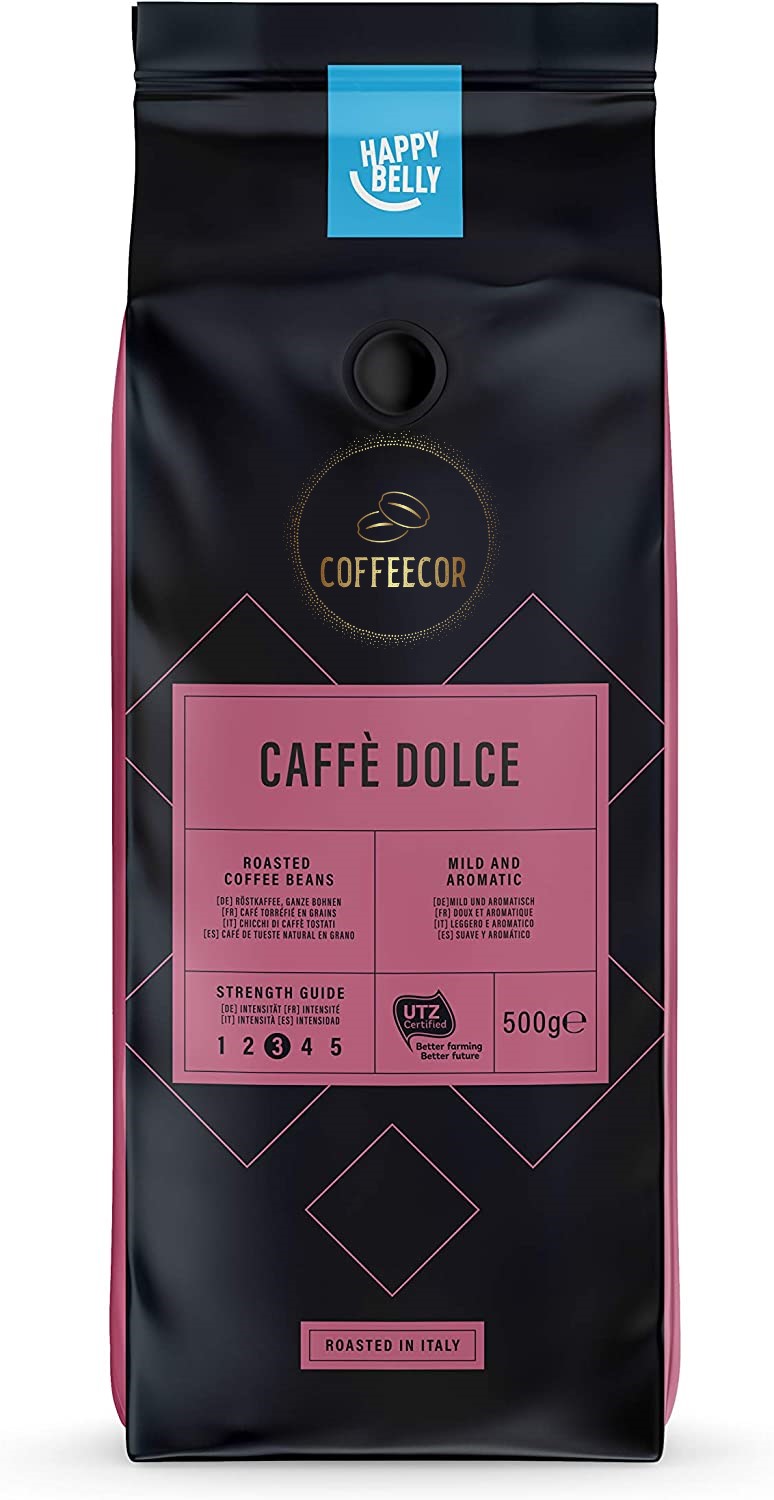 HAPPY
BELLY
COFFEECOR
CAFFÈ DOLCE
ROASTED
COFFEE BEANS
[DE] RÖSTKAFFEE, GANZE BOHNEN
[FR] CAFÉ TORRÉFIÉ EN GRAINS
[IT] CHICCHI DI CAFFÈ TOSTATI
[ES] CAFÉ DE TUESTE NATURAL EN GRANO
MILD AND
AROMATIC
[DE]MILD UND AROMATISCH
[FR] DOUX ET AROMATIQUE
[IT] LEGGERO E AROMATICO
[ES] SUAVE Y AROMÁTICO
STRENGTH GUIDE
[DE] INTENSITÄT [FR] INTENSITÉ
[IT] INTENSITÀ [ES] INTENSIDAD
1 2 3 4 5
UTZ
Certified
Better farming
Better future
500g℮
ROASTED IN ITALY